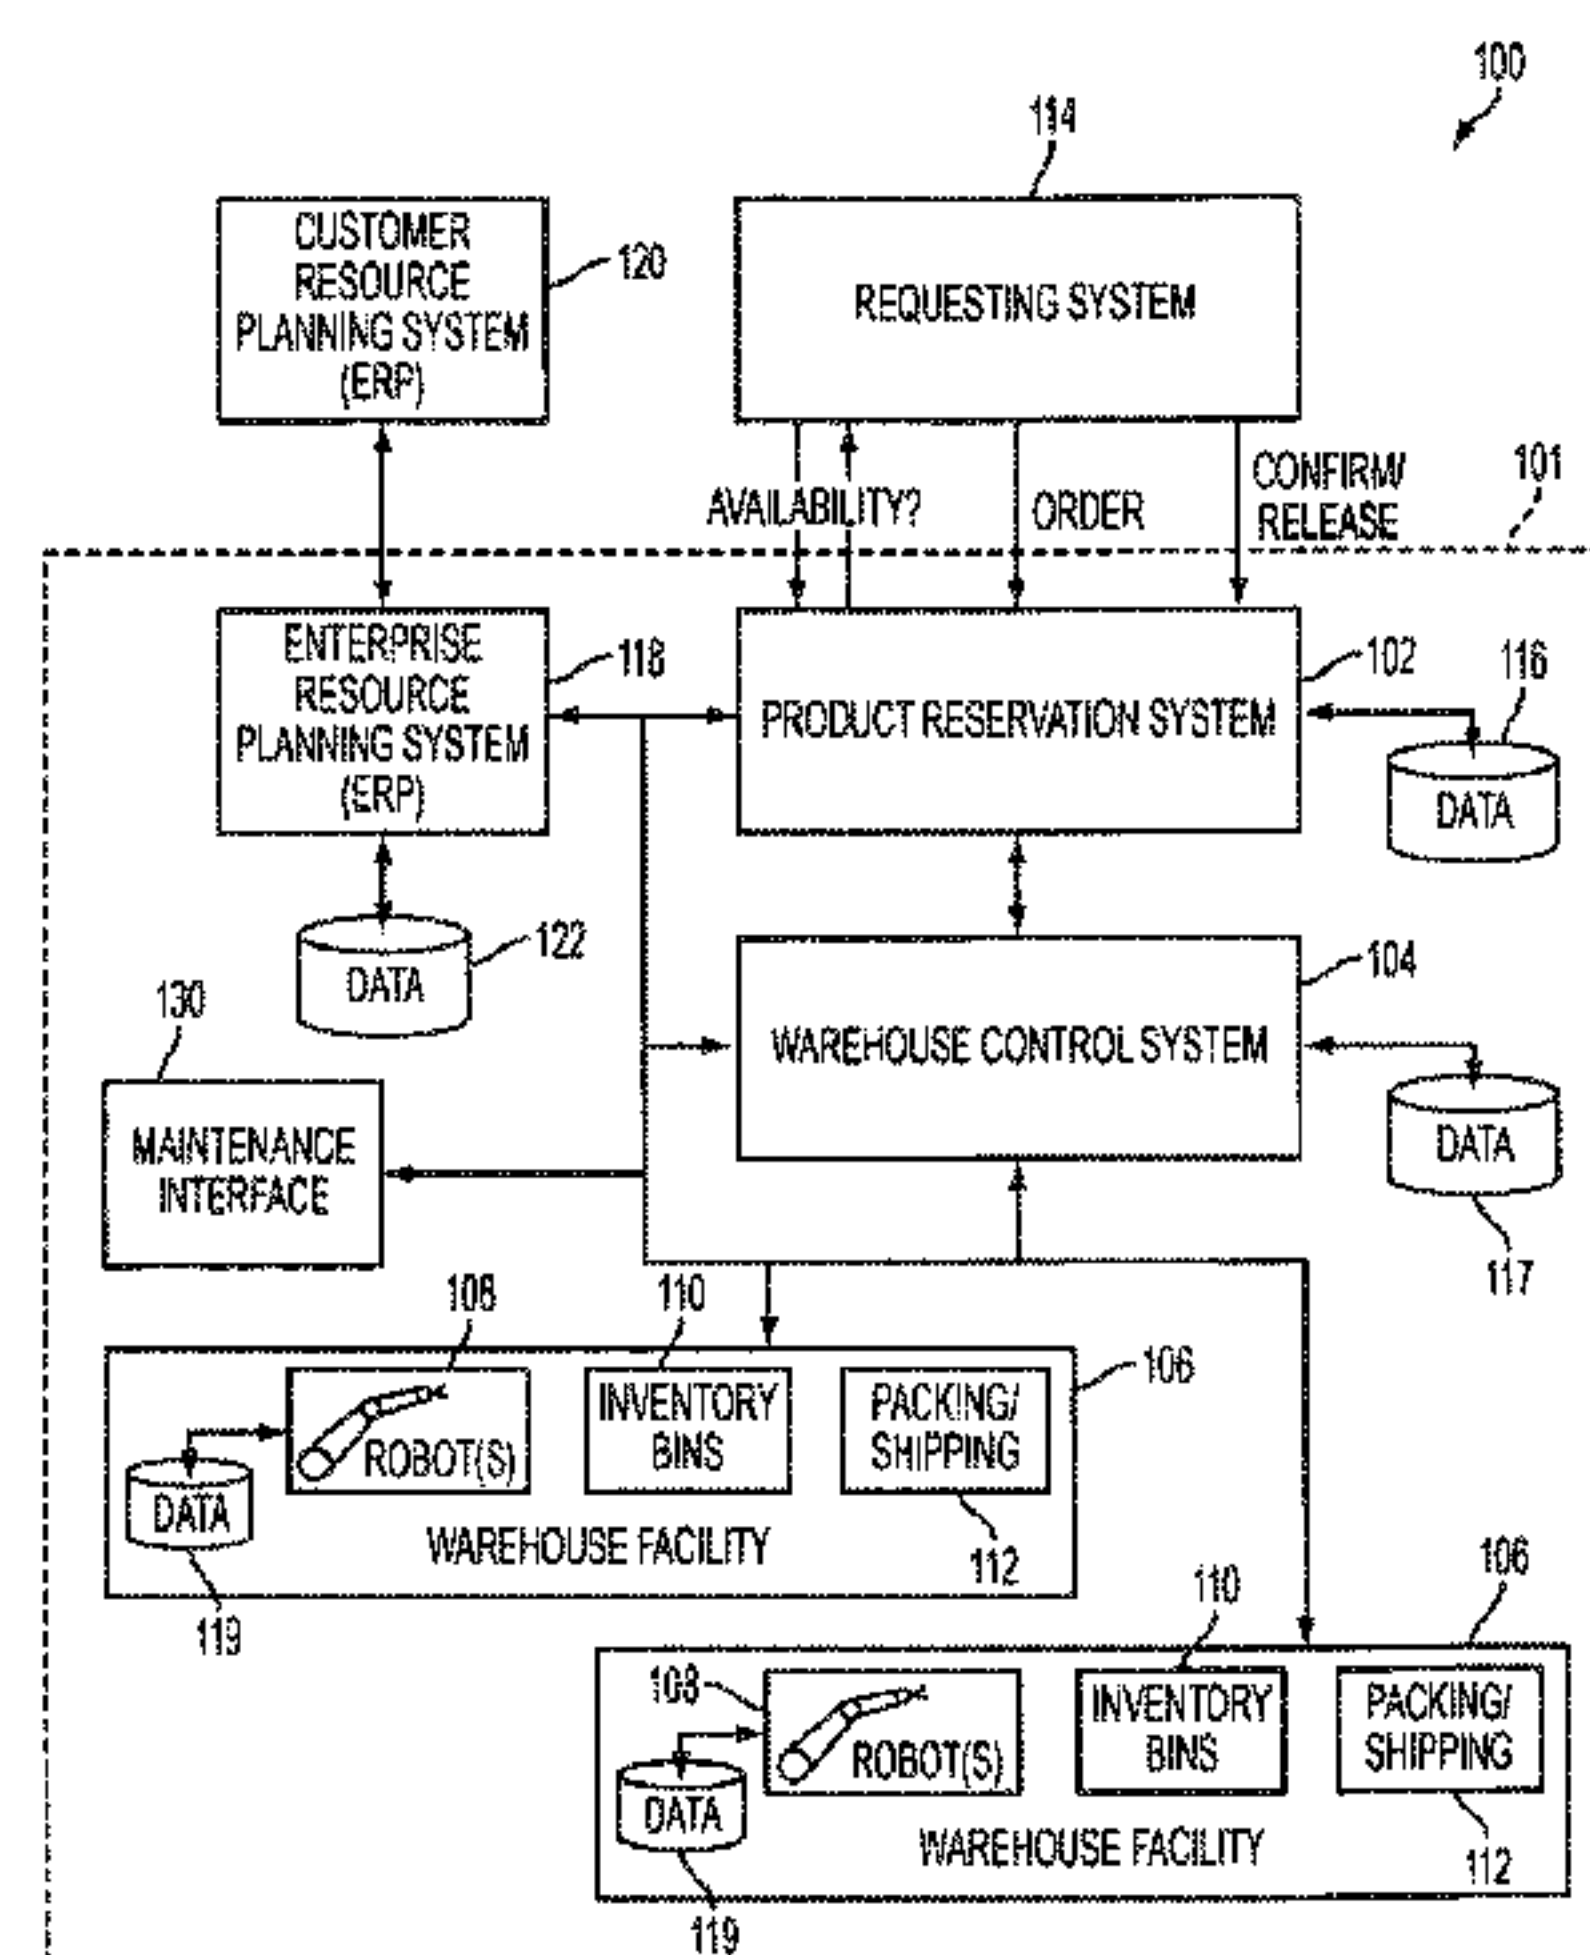 100
114
CUSTOMER
RESOURCE
PLANNING SYSTEM
(ERP)
120
REQUESTING SYSTEM
AVAILABILITY?
ORDER
CONFIRM/
RELEASE
101
ENTERPRISE
RESOURCE
PLANNING SYSTEM
(ERP)
118
PRODUCT RESERVATION SYSTEM
102
116
DATA
DATA
122
WAREHOUSE CONTROL SYSTEM
104
DATA
117
130
MAINTENANCE
INTERFACE
108
110
106
ROBOT(S)
INVENTORY
BINS
PACKING/
SHIPPING
DATA
WAREHOUSE FACILITY
112
119
110
106
108
ROBOT(S)
INVENTORY
BINS
PACKING/
SHIPPING
DATA
WAREHOUSE FACILITY
112
119